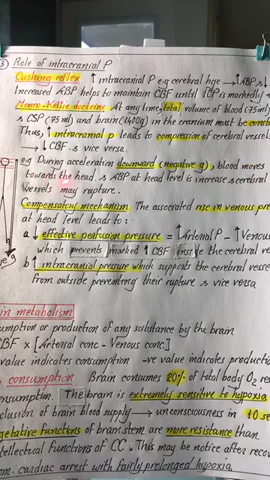 ③ Role of intracranial P
Cushing reflex ↑ intracranial P e.g cerebral hge → ↑ABP & ↓
Increased ABP helps to maintain CBF until ICP is markedly
Monro-Kellie doctrine At any time, total volume of blood (75ml)
& CSF (75 ml) and brain (1400g) in the cranium must be const
Thus, ↑ intracranial p leads to compression of cerebral vessel
→ ↓ CBF & vice versa.
eg During acceleration downward (negative g), blood moves
towards the head & ABP at head level is increase & cerebral
vessels may rupture.
Compensatory mechanism The associated rise in venous pre
at head level leads to:
a ↓ effective perfusion pressure = ↑ Arterial P - ↑ Venous
which prevents marked ↑ CBF inside the cerebral ve
b ↑ intracranial pressure which supports the cerebral vesse
from outside preventing their rupture & vice versa
ve g
in metabolism
umption or production of any substance by the brain
CBF × [Arterial conc - Venous conc]
value indicates consumption -ve value indicates productio
consumption Brain consumes 20% of total body O₂ re
nsumption. The brain is extremely sensitive to hypoxia
clusion of brain blood supply → unconsciousness in 10 se
getative functions of brainstem are more resistance than
tellectual functions of CC. This may be notice after reco
om cardiac arrest with fairly prolonged hypoxia